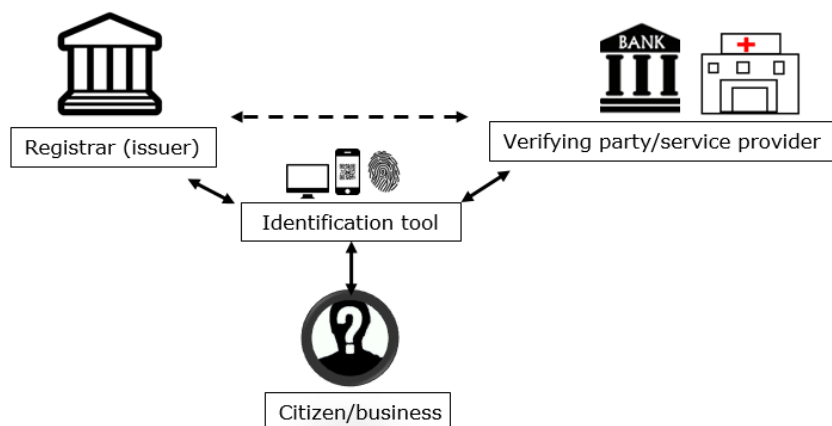 BANK
Registrar (issuer)
Verifying party/service provider
Identification tool
?
Citizen/business